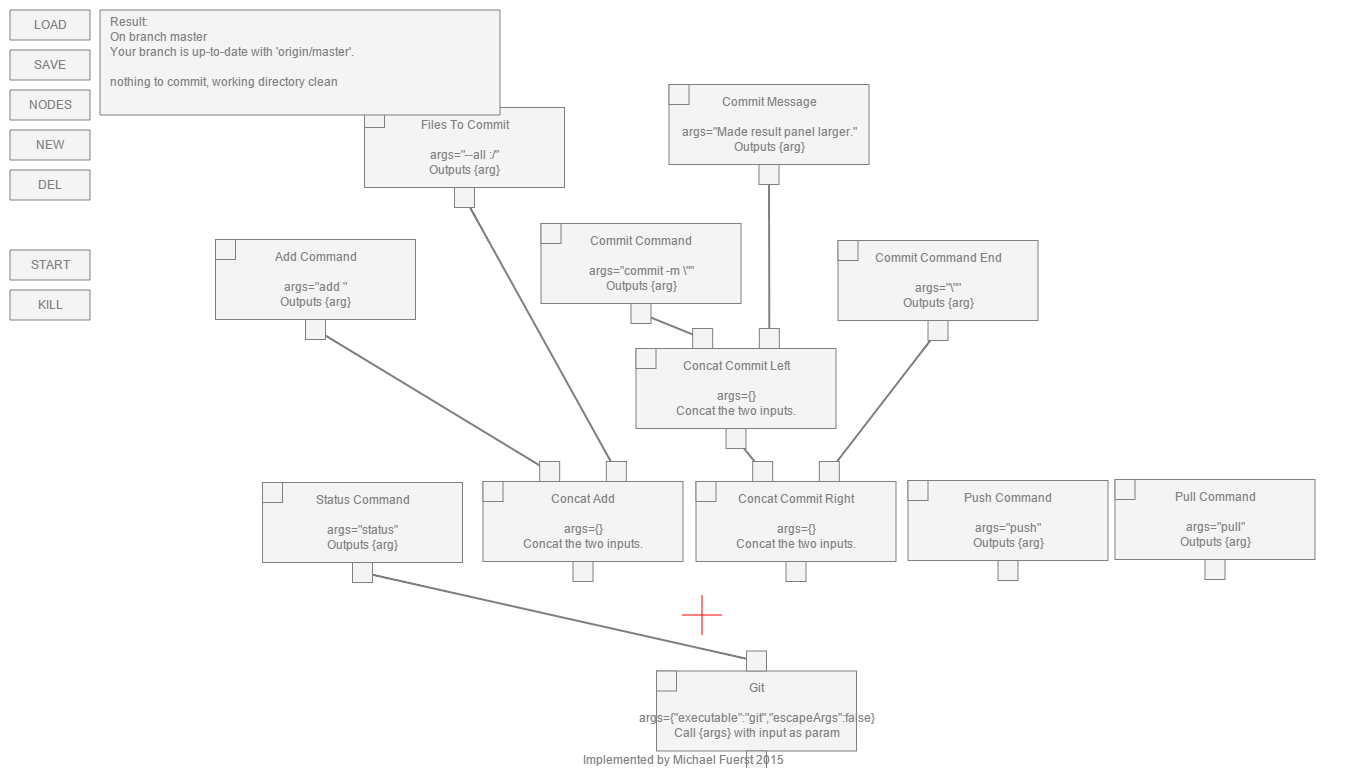 LOAD
SAVE
NODES
NEW
DEL
START
KILL
Result:
On branch master
Your branch is up-to-date with 'origin/master'.
nothing to commit, working directory clean
Files To Commit
args="--all :/"
Outputs {arg}
Commit Message
args="Made result panel larger."
Outputs {arg}
Add Command
args="add "
Outputs {arg}
Commit Command
args="commit -m \""
Outputs {arg}
Commit Command End
args="\""
Outputs {arg}
Concat Commit Left
args={}
Concat the two inputs.
Status Command
args="status"
Outputs {arg}
Concat Add
args={}
Concat the two inputs.
Concat Commit Right
args={}
Concat the two inputs.
Push Command
args="push"
Outputs {arg}
Pull Command
args="pull"
Outputs {arg}
Git
args={"executable":"git","escapeArgs":false}
Call {args} with input as param
Implemented by Michael Fuerst 2015